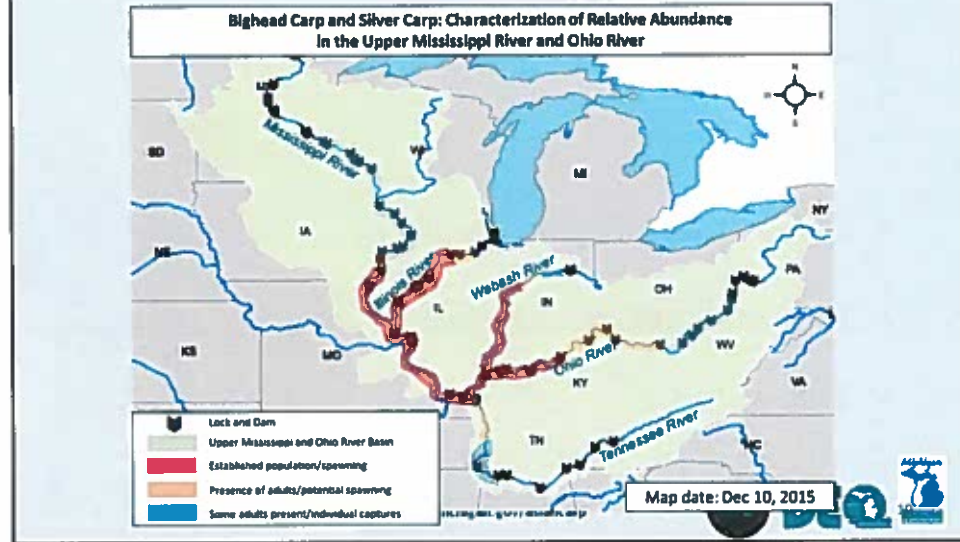 Bighead Carp and Silver Carp: Characterization of Relative Abundance
in the Upper Mississippi River and Ohio River
N
Mississippi River
SD
MI
NY
IA
NE
Illinois River
IL
Wabash River
IN
OH
PA
KS
MO
Ohio River
WV
KY
VA
TN
Tennessee River
NC
Lock and Dam
Upper Mississippi and Ohio River Basin
Established population/spawning
Presence of adults/potential spawning
Some adults present/individual captures
Map date: Dec 10, 2015
DEQ